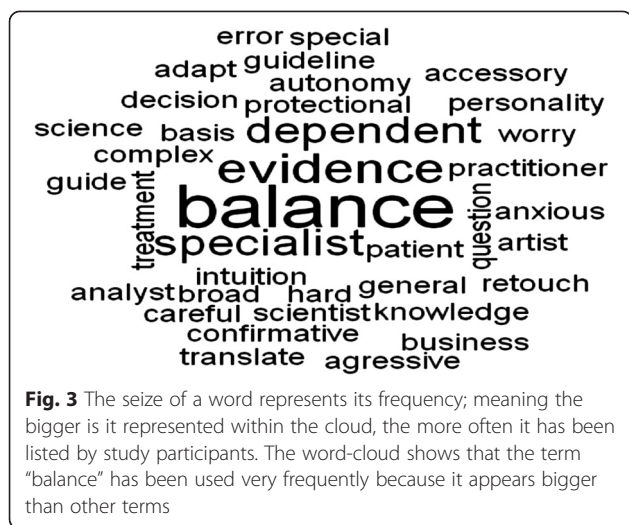 error special
adapt guideline
autonomy accessory
decision protectional personality
science basis dependent worry
complex evidence practitioner
guide treatment balance question anxious
specialist patient artist
intuition
analyst broad hard general retouch
careful scientist knowledge
confirmative business
translate agressive
Fig. 3 The seize of a word represents its frequency; meaning the
bigger is it represented within the cloud, the more often it has been
listed by study participants. The word-cloud shows that the term
“balance” has been used very frequently because it appears bigger
than other terms